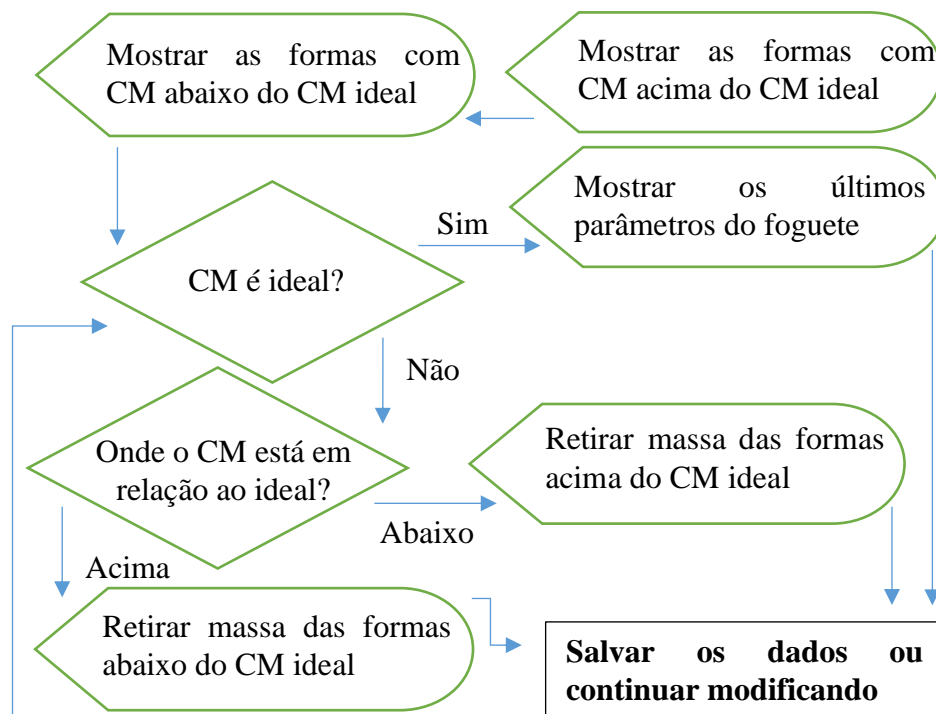 Mostrar as formas com
CM abaixo do CM ideal
Mostrar as formas com
CM acima do CM ideal
Mostrar os últimos
parâmetros do foguete
Sim
CM é ideal?
Não
Onde o CM está em
relação ao ideal?
Retirar massa das formas
acima do CM ideal
Abaixo
Acima
Retirar massa das formas
abaixo do CM ideal
Salvar os dados ou
continuar modificando